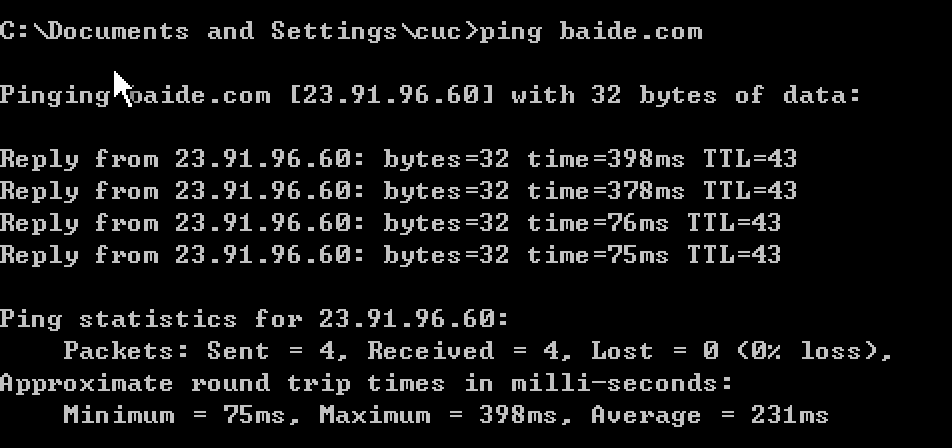 C:\Documents and Settings\cuc>ping baide.com
Pinging baide.com [23.91.96.60] with 32 bytes of data:
Reply from 23.91.96.60: bytes=32 time=398ms TTL=43
Reply from 23.91.96.60: bytes=32 time=378ms TTL=43
Reply from 23.91.96.60: bytes=32 time=76ms TTL=43
Reply from 23.91.96.60: bytes=32 time=75ms TTL=43
Ping statistics for 23.91.96.60:
    Packets: Sent = 4, Received = 4, Lost = 0 (0% loss),
Approximate round trip times in milli-seconds:
    Minimum = 75ms, Maximum = 398ms, Average = 231ms